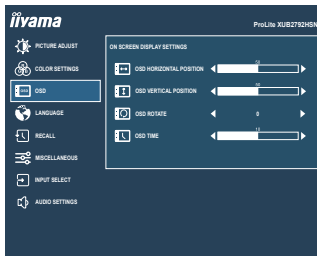 iiyama
ProLite XUB2792HSN
PICTURE ADJUST
ON SCREEN DISPLAY SETTINGS
COLOR SETTINGS
OSD HORIZONTAL POSITION
OSD
OSD VERTICAL POSITION
LANGUAGE
OSD ROTATE 0
RECALL
OSD TIME 10
MISCELLANEOUS
INPUT SELECT
AUDIO SETTINGS